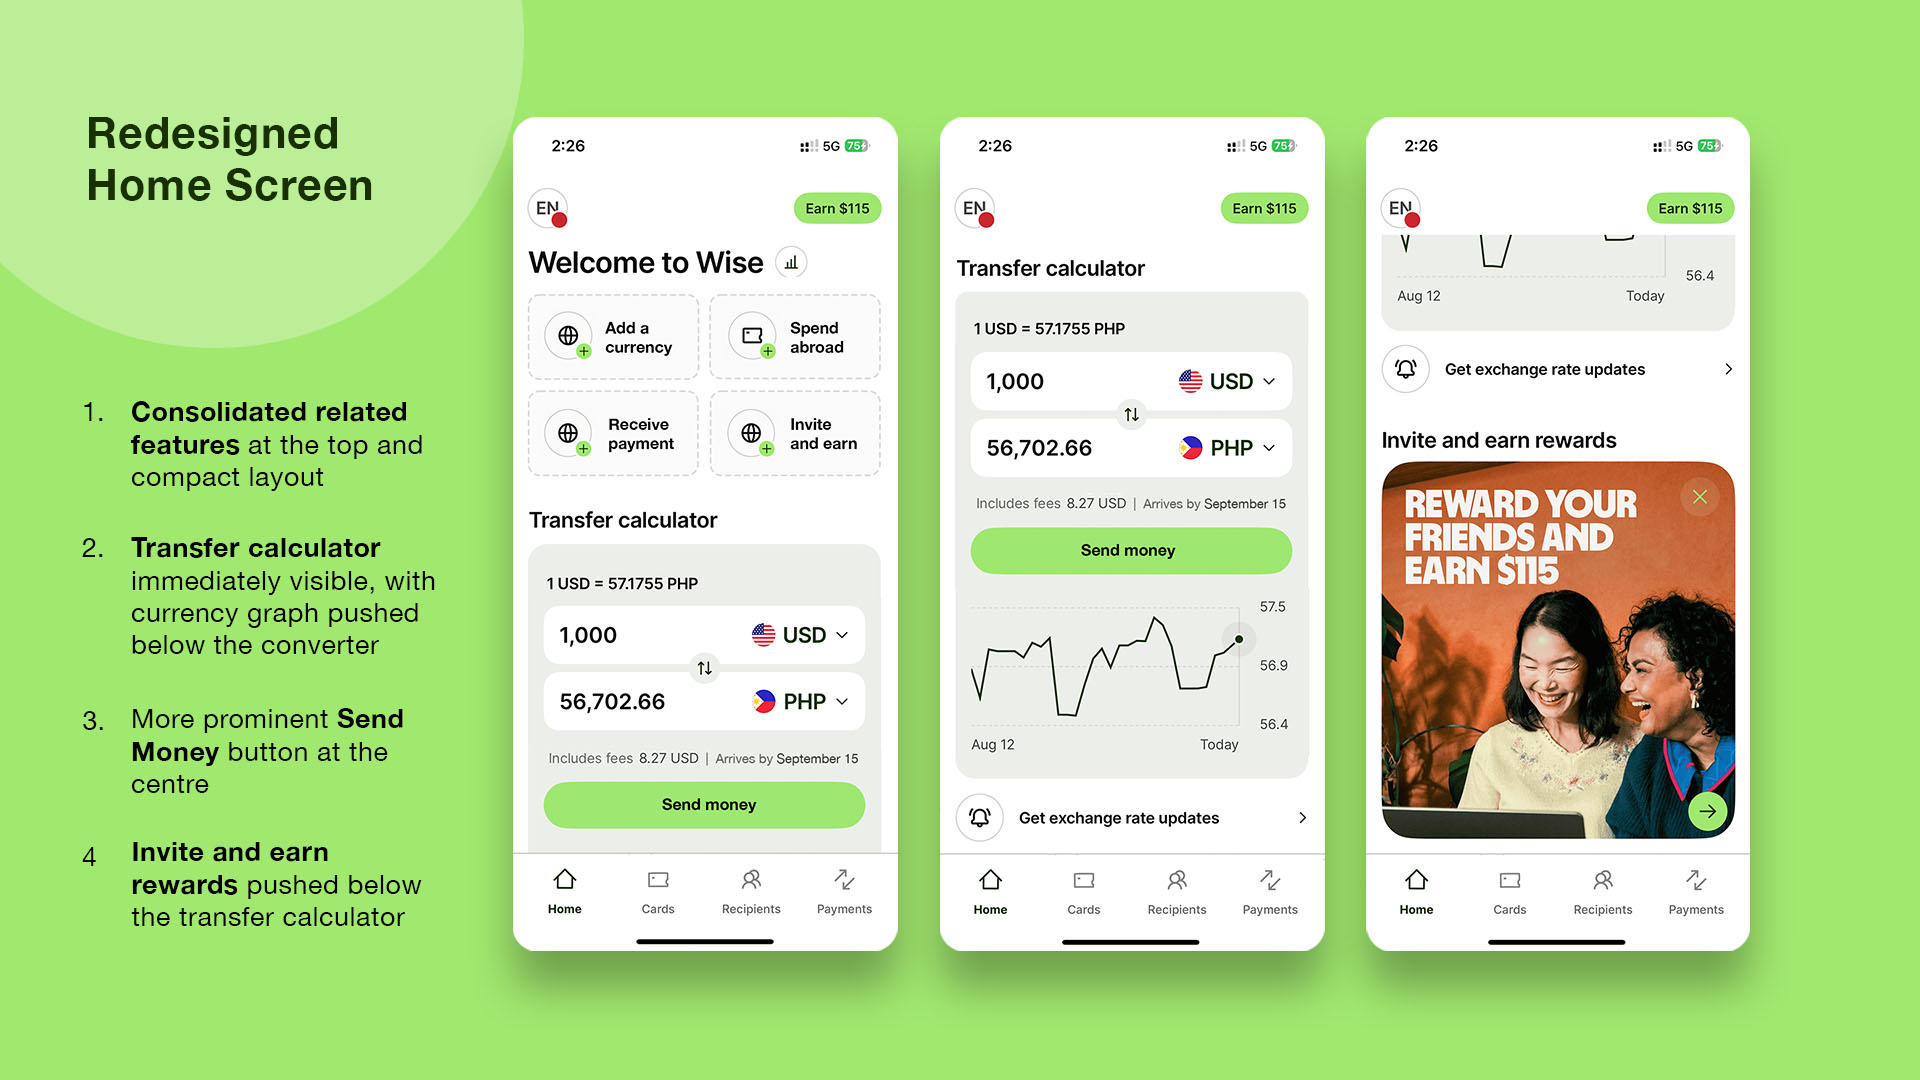 Redesigned
Home Screen
1. Consolidated related
features at the top and
compact layout
2. Transfer calculator
immediately visible, with
currency graph pushed
below the converter
3. More prominent Send
Money button at the
centre
4 Invite and earn
rewards pushed below
the transfer calculator
2:26 5G 75
EN Earn $115
Welcome to Wise
Add a
currency
Spend
abroad
Receive
payment
Invite
and earn
Transfer calculator
1 USD = 57.1755 PHP
1,000 USD
56,702.66 PHP
Includes fees 8.27 USD | Arrives by September 15
Send money
Home Cards Recipients Payments
2:26 5G 75
EN Earn $115
Transfer calculator
1 USD = 57.1755 PHP
1,000 USD
56,702.66 PHP
Includes fees 8.27 USD | Arrives by September 15
Send money
57.5
56.9
56.4
Aug 12 Today
Get exchange rate updates
Home Cards Recipients Payments
2:26 5G 75
EN Earn $115
56.4
Aug 12 Today
Get exchange rate updates
Invite and earn rewards
REWARD YOUR
FRIENDS AND
EARN $115
Home Cards Recipients Payments